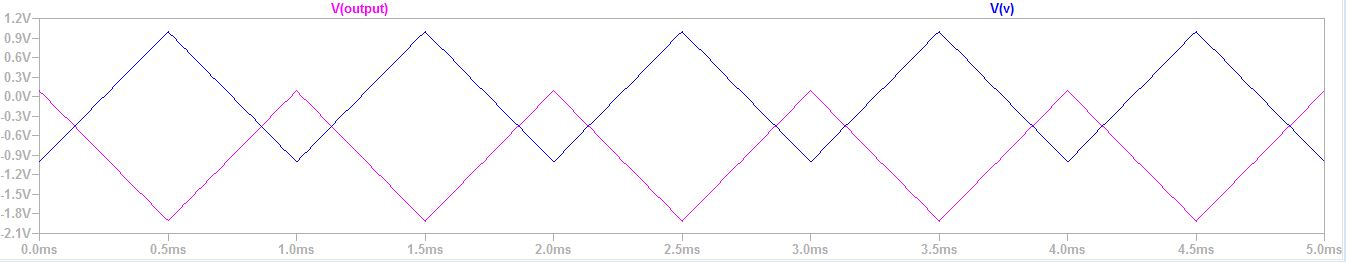 V(output) V(v)
1.2V
0.9V
0.6V
0.3V
0.0V
-0.3V
-0.6V
-0.9V
-1.2V
-1.5V
-1.8V
-2.1V
0.0ms 0.5ms 1.0ms 1.5ms 2.0ms 2.5ms 3.0ms 3.5ms 4.0ms 4.5ms 5.0ms